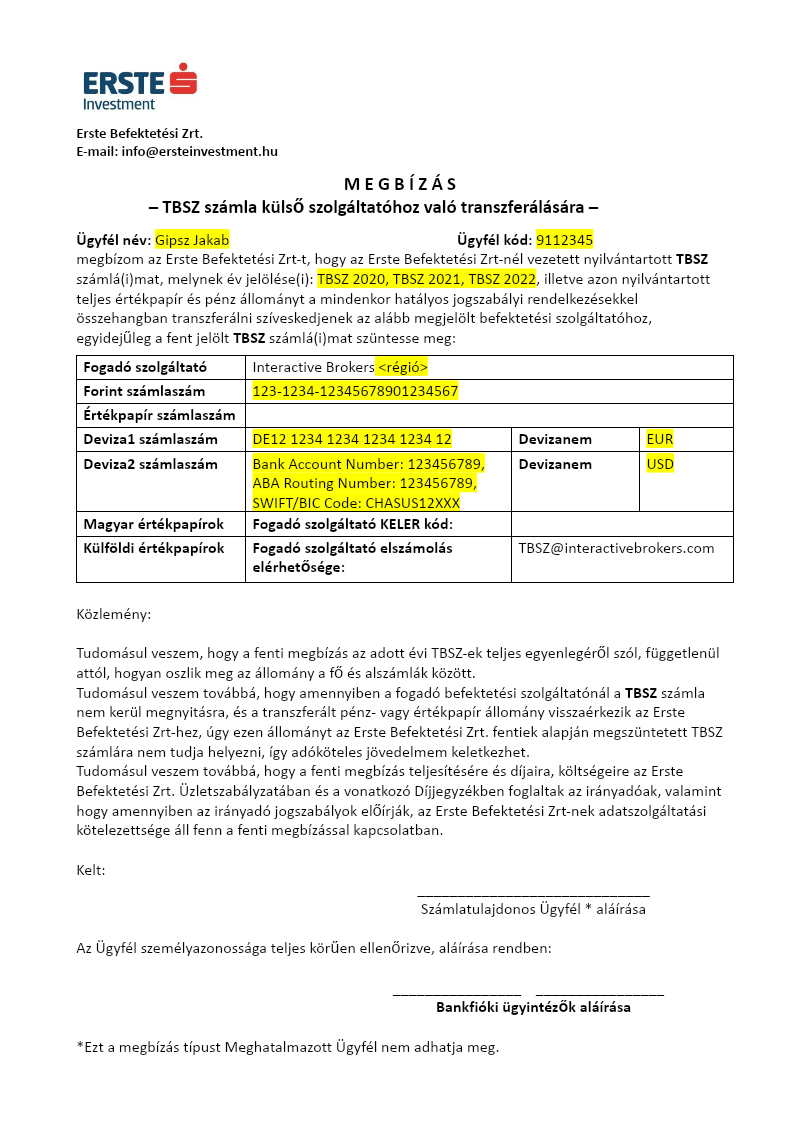 ERSTE
Investment
Erste Befektetési Zrt.
E-mail: info@ersteinvestment.hu
MEGBÍZÁS
– TBSZ számla külső szolgáltatóhoz való transzferálására –
Ügyfél név: Gipsz Jakab Ügyfél kód: 9112345
megbízom az Erste Befektetési Zrt-t, hogy az Erste Befektetési Zrt-nél vezetett nyilvántartott TBSZ
számlá(i)mat, melynek év jelölése(i): TBSZ 2020, TBSZ 2021, TBSZ 2022, illetve azon nyilvántartott
teljes értékpapír és pénz állományt a mindenkor hatályos jogszabályi rendelkezésekkel
összehangban transzferálni szíveskedjenek az alább megjelölt befektetési szolgáltatóhoz,
egyidejűleg a fent jelölt TBSZ számlá(i)mat szüntesse meg:
Fogadó szolgáltató Interactive Brokers <régió>
Forint számlaszám 123-1234-12345678901234567
Értékpapír számlaszám
Deviza1 számlaszám DE12 1234 1234 1234 1234 12 Devizanem EUR
Deviza2 számlaszám Bank Account Number: 123456789, Devizanem USD
ABA Routing Number: 123456789,
SWIFT/BIC Code: CHASUS12XXX
Magyar értékpapírok Fogadó szolgáltató KELER kód:
Külföldi értékpapírok Fogadó szolgáltató elszámolás TBSZ@interactivebrokers.com
elérhetősége:
Közlemény:
Tudomásul veszem, hogy a fenti megbízás az adott évi TBSZ-ek teljes egyenlegéről szól, függetlenül
attól, hogyan oszlik meg az állomány a fő és alszámlák között.
Tudomásul veszem továbbá, hogy amennyiben a fogadó befektetési szolgáltatónál a TBSZ számla
nem kerül megnyitásra, és a transzferált pénz- vagy értékpapír állomány visszaérkezik az Erste
Befektetési Zrt-hez, úgy ezen állományt az Erste Befektetési Zrt. fentiek alapján megszüntetett TBSZ
számlára nem tudja helyezni, így adóköteles jövedelmem keletkezhet.
Tudomásul veszem továbbá, hogy a fenti megbízás teljesítésére és díjaira, költségeire az Erste
Befektetési Zrt. Üzletszabályzatában és a vonatkozó Díjjegyzékben foglaltak az irányadóak, valamint
hogy amennyiben az irányadó jogszabályok előírják, az Erste Befektetési Zrt-nek adatszolgáltatási
kötelezettsége áll fenn a fenti megbízással kapcsolatban.
Kelt:
Számlatulajdonos Ügyfél * aláírása
Az Ügyfél személyazonossága teljes körűen ellenőrizve, aláírása rendben:
Bankfióki ügyintézők aláírása
*Ezt a megbízás típust Meghatalmazott Ügyfél nem adhatja meg.